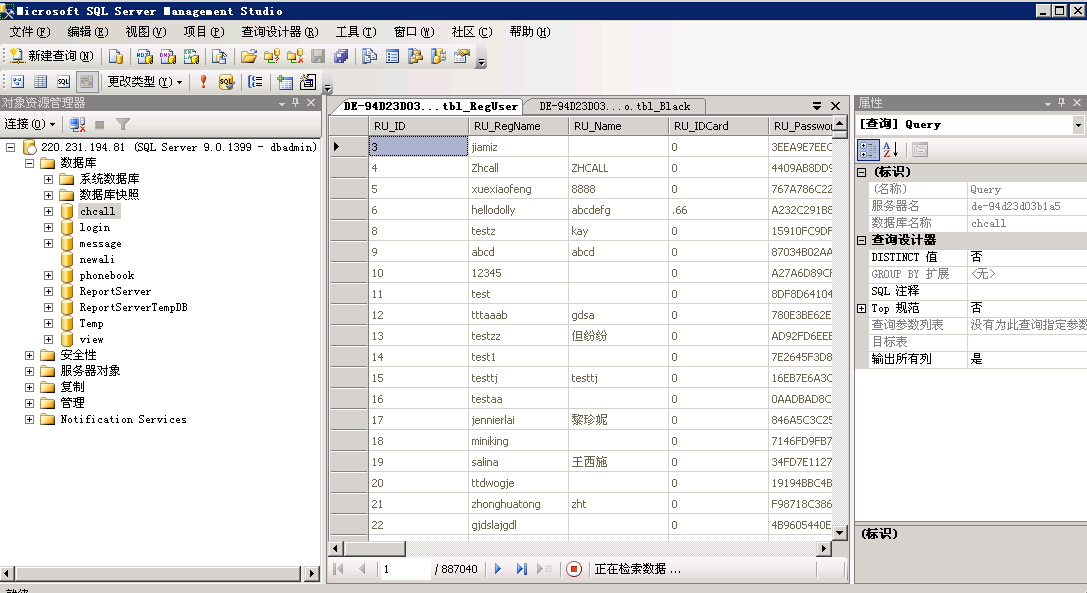 Microsoft SQL Server Management Studio
文件(F) 编辑(E) 视图(V) 项目(P) 查询设计器(R) 工具(T) 窗口(W) 社区(C) 帮助(H)
新建查询(N)
更改类型(Y)
对象资源管理器
连接(O)
220.231.194.81 (SQL Server 9.0.1399 - dbadmin)
数据库
系统数据库
数据库快照
chcall
login
message
newali
phonebook
ReportServer
ReportServerTempDB
Temp
view
安全性
服务器对象
复制
管理
Notification Services
DE-94D23D03...tbl_RegUser DE-94D23D03...o.tbl_Black
RU_ID RU_RegName RU_Name RU_IDCard RU_Passwor
3 jiamiz 0 3EEA9E7EEC
4 Zhcall ZHCALL 0 4409AB8DD9
5 xuexiaofeng 8888 0 767A786C22
6 hellodolly abcdefg .66 A232C291B8
8 testz kay 0 15910FC9DF
9 abcd abcd 0 87034B02AA
10 12345 0 A27A6D89CF
11 test 0 8DF8D64104
12 tttaaab gdsa 0 780E3BE62E
13 testzz 但纷纷 0 AD92FD6EEE
14 test1 0 7E2645F3D8
15 testtj testtj 0 16EB7E6A3C
16 testaa 0 0AADBAD8C
17 jennierlai 黎珍妮 0 846A5C3C25
18 miniking 0 7146FD9FB7
19 salina 王西施 0 34FD7E1127
20 ttdwogje 0 19194BBC4B
21 zhonghuatong zht 0 F98718C386
22 gjdslajgdl 0 4B9605440E
1 / 887040 正在检索数据 ...
属性
[查询] Query
(标识)
(名称) Query
服务器名 de-94d23d03b1a5
数据库名称 chcall
查询设计器
DISTINCT 值 否
GROUP BY 扩展 <无>
SQL 注释
Top 规范 否
查询参数列表 没有为此查询指定参数
目标表
输出所有列 是
(标识)